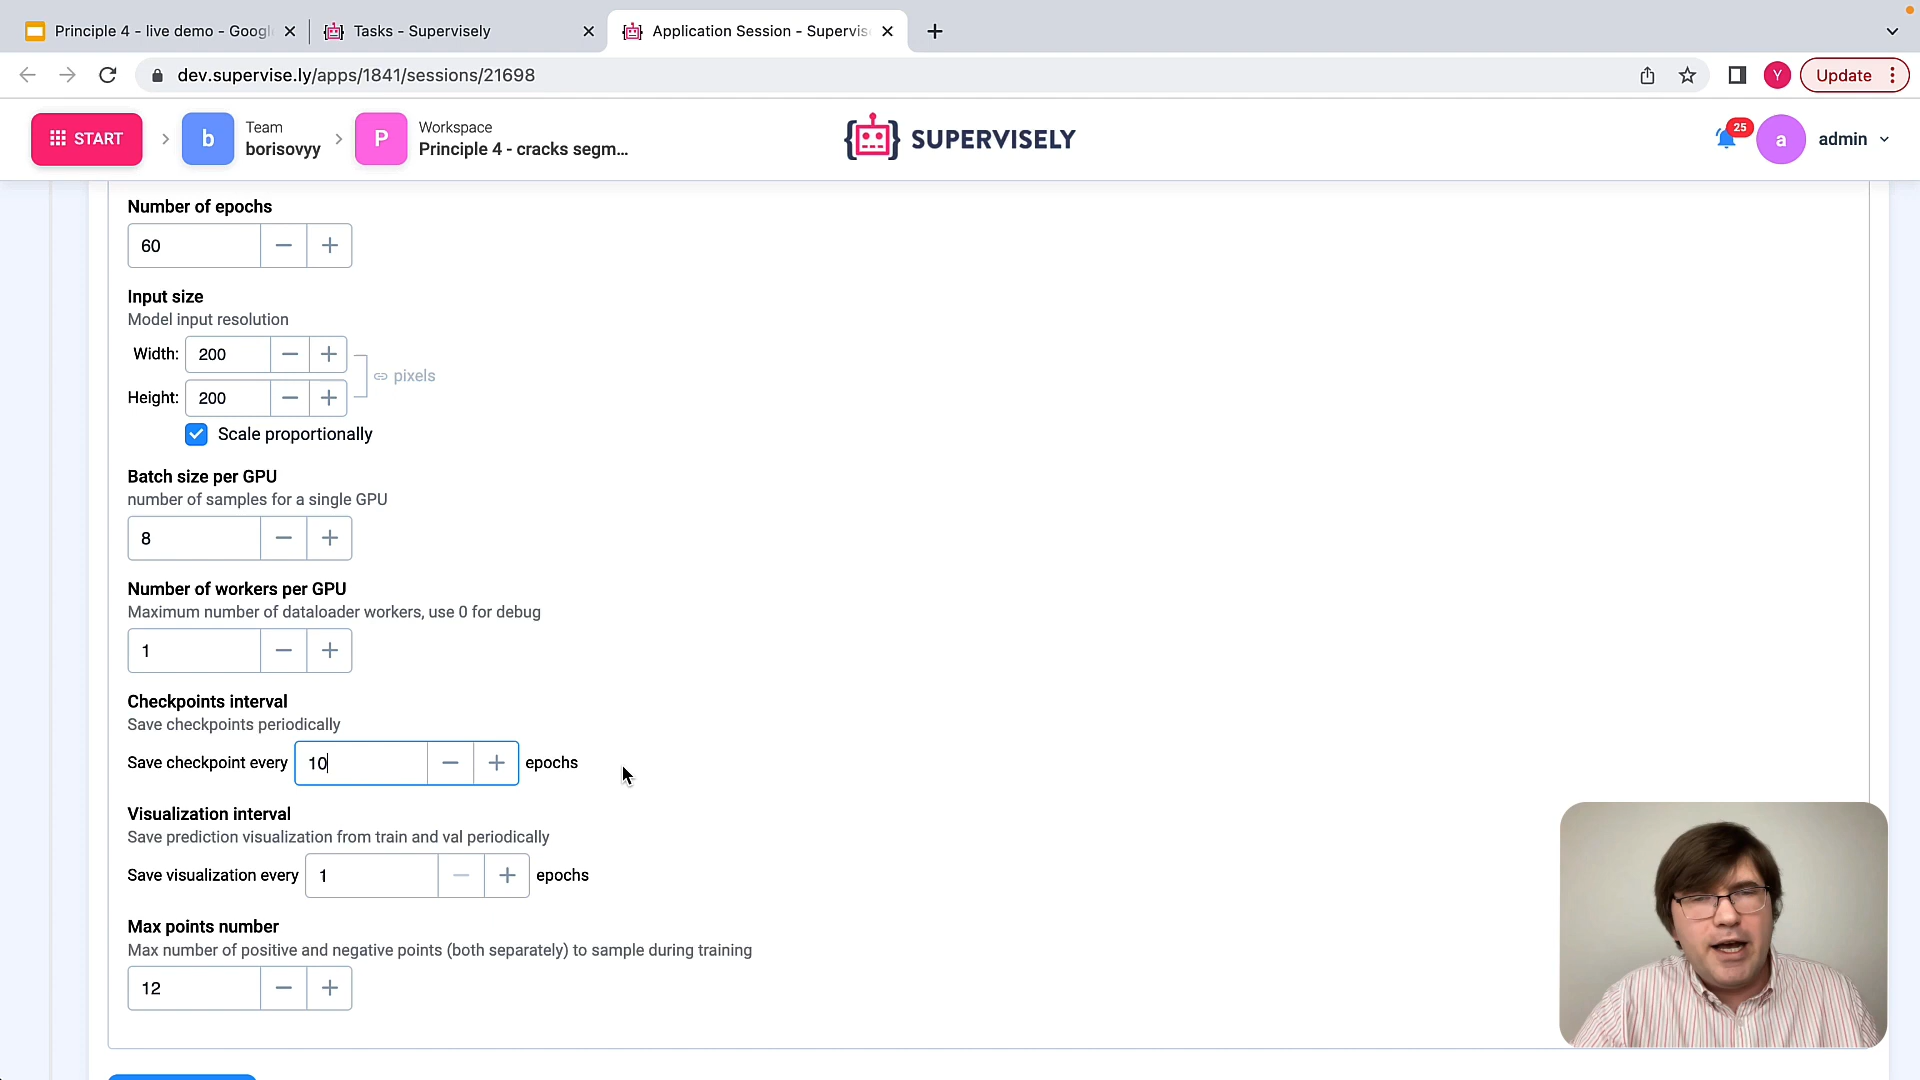 Principle 4 - live demo - Googl
Tasks - Supervisely
Application Session - Supervis
dev.supervise.ly/apps/1841/sessions/21698
Y
Update
START
b
Team
borisovyy
P
Workspace
Principle 4 - cracks segm...
SUPERVISELY
25
a
admin
Number of epochs
60
Input size
Model input resolution
Width: 200
pixels
Height: 200
Scale proportionally
Batch size per GPU
number of samples for a single GPU
8
Number of workers per GPU
Maximum number of dataloader workers, use 0 for debug
1
Checkpoints interval
Save checkpoints periodically
Save checkpoint every 10 epochs
Visualization interval
Save prediction visualization from train and val periodically
Save visualization every 1 epochs
Max points number
Max number of positive and negative points (both separately) to sample during training
12